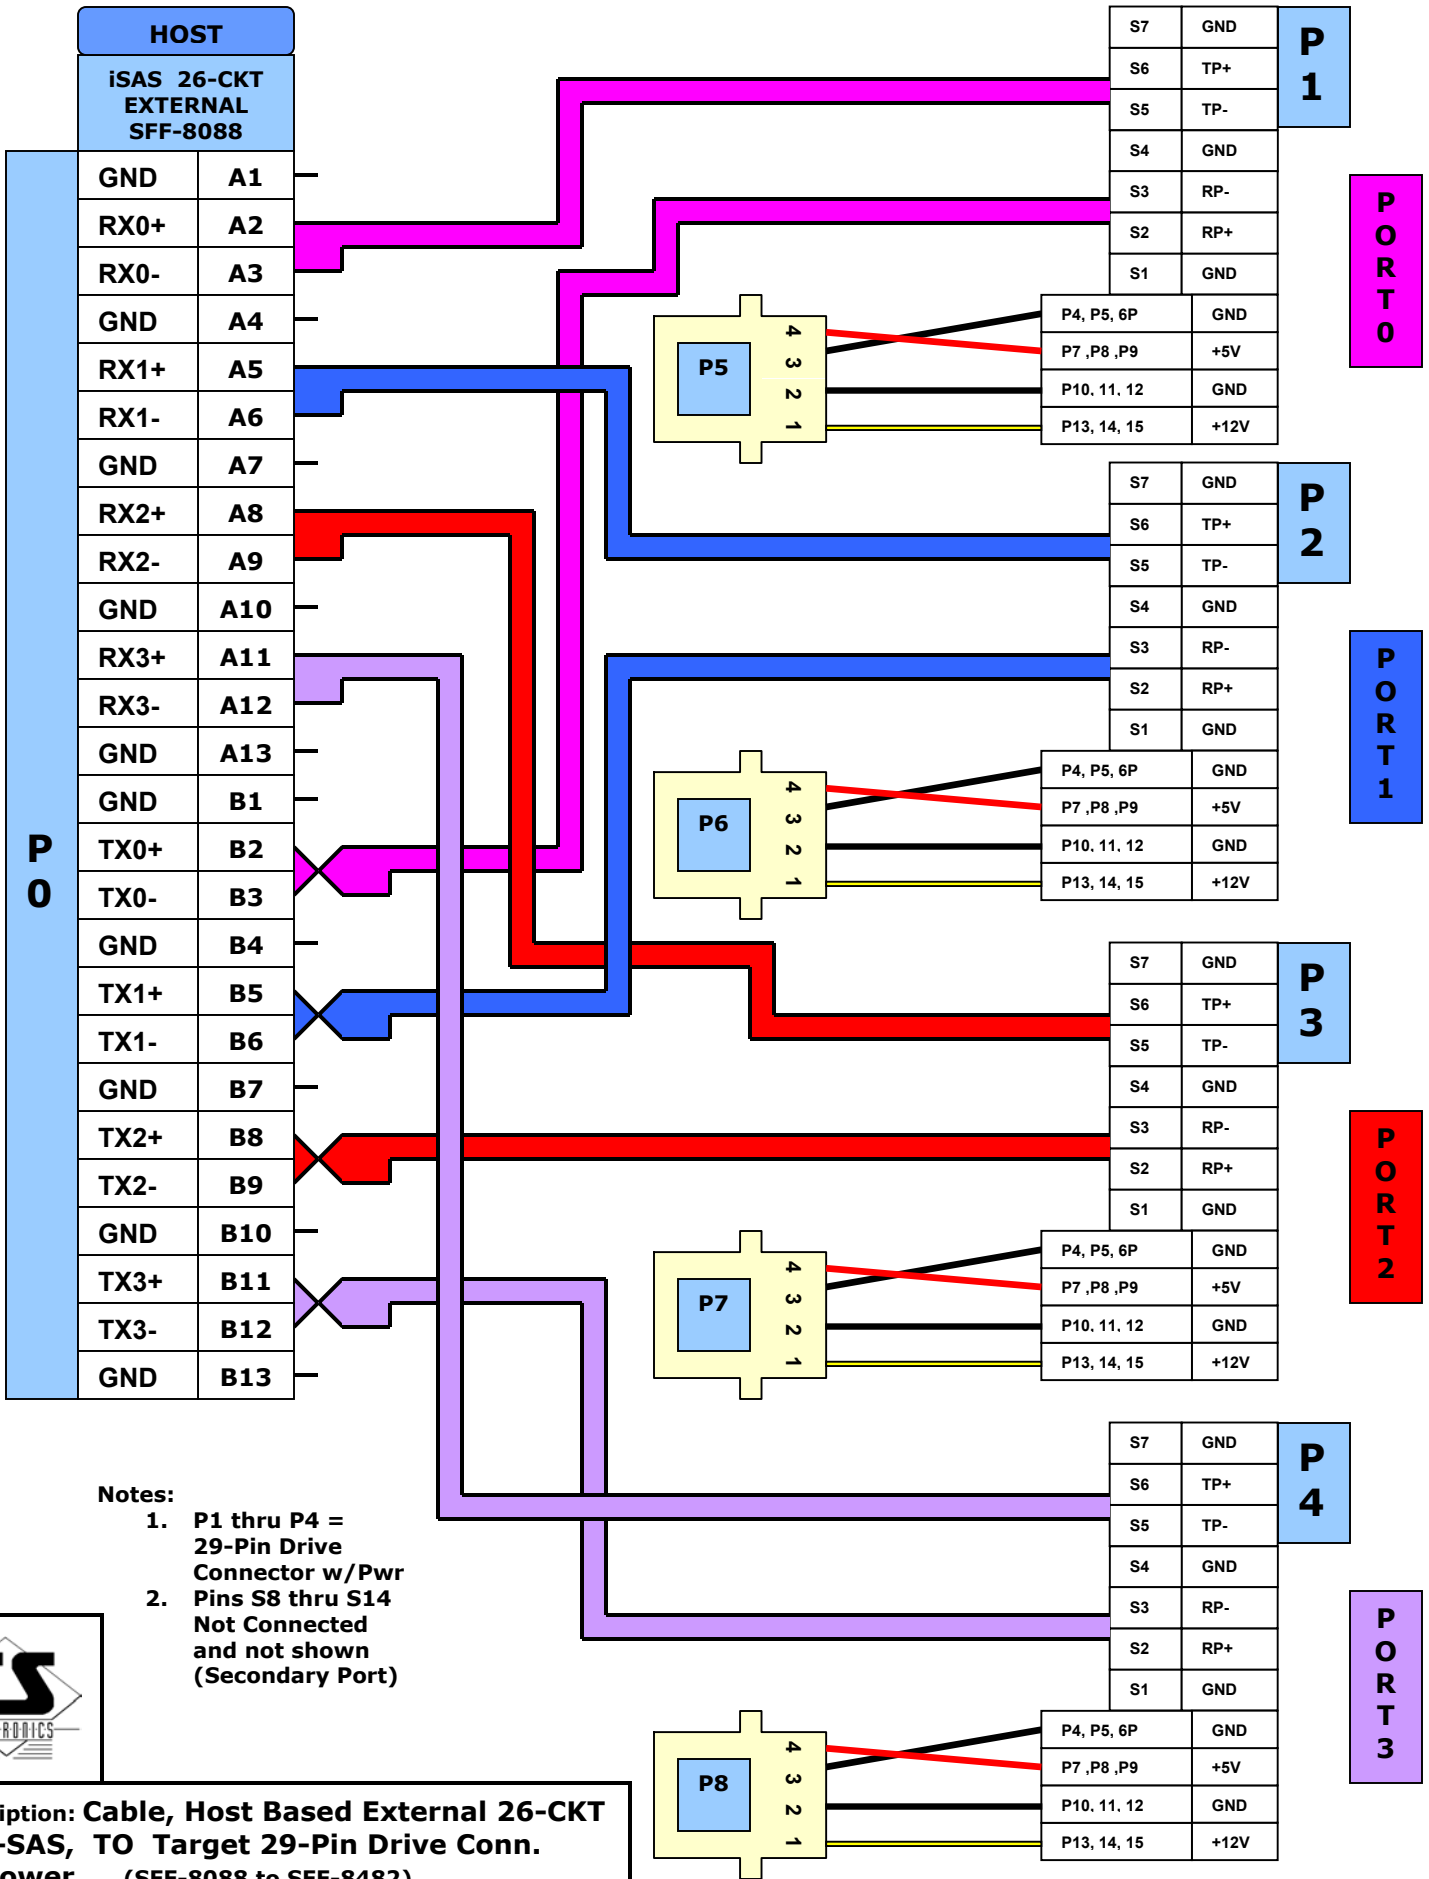 HOST
iSAS 26-CKT
EXTERNAL
SFF-8088
P
0
GND A1
RX0+ A2
RX0- A3
GND A4
RX1+ A5
RX1- A6
GND A7
RX2+ A8
RX2- A9
GND A10
RX3+ A11
RX3- A12
GND A13
GND B1
TX0+ B2
TX0- B3
GND B4
TX1+ B5
TX1- B6
GND B7
TX2+ B8
TX2- B9
GND B10
TX3+ B11
TX3- B12
GND B13
P
1
S7 GND
S6 TP+
S5 TP-
S4 GND
S3 RP-
S2 RP+
S1 GND
P4, P5, 6P GND
P7 ,P8 ,P9 +5V
P10, 11, 12 GND
P13, 14, 15 +12V
P5
4
3
2
1
P
O
R
T
0
P
2
S7 GND
S6 TP+
S5 TP-
S4 GND
S3 RP-
S2 RP+
S1 GND
P4, P5, 6P GND
P7 ,P8 ,P9 +5V
P10, 11, 12 GND
P13, 14, 15 +12V
P6
4
3
2
1
P
O
R
T
1
P
3
S7 GND
S6 TP+
S5 TP-
S4 GND
S3 RP-
S2 RP+
S1 GND
P4, P5, 6P GND
P7 ,P8 ,P9 +5V
P10, 11, 12 GND
P13, 14, 15 +12V
P7
4
3
2
1
P
O
R
T
2
P
4
S7 GND
S6 TP+
S5 TP-
S4 GND
S3 RP-
S2 RP+
S1 GND
P4, P5, 6P GND
P7 ,P8 ,P9 +5V
P10, 11, 12 GND
P13, 14, 15 +12V
P8
4
3
2
1
P
O
R
T
3
Notes:
1. P1 thru P4 =
29-Pin Drive
Connector w/Pwr
2. Pins S8 thru S14
Not Connected
and not shown
(Secondary Port)
iption: Cable, Host Based External 26-CKT
-SAS, TO Target 29-Pin Drive Conn.
ower (SFF-8088 to SFF-8482)